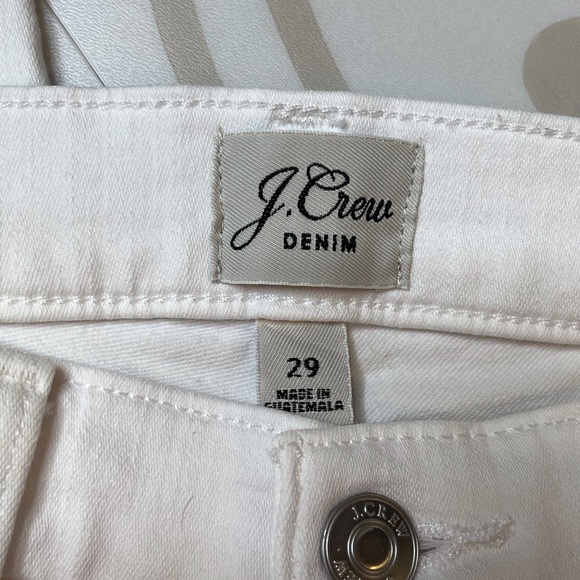 J.Crew
DENIM
29
MADE IN
GUATEMALA
J.CREW